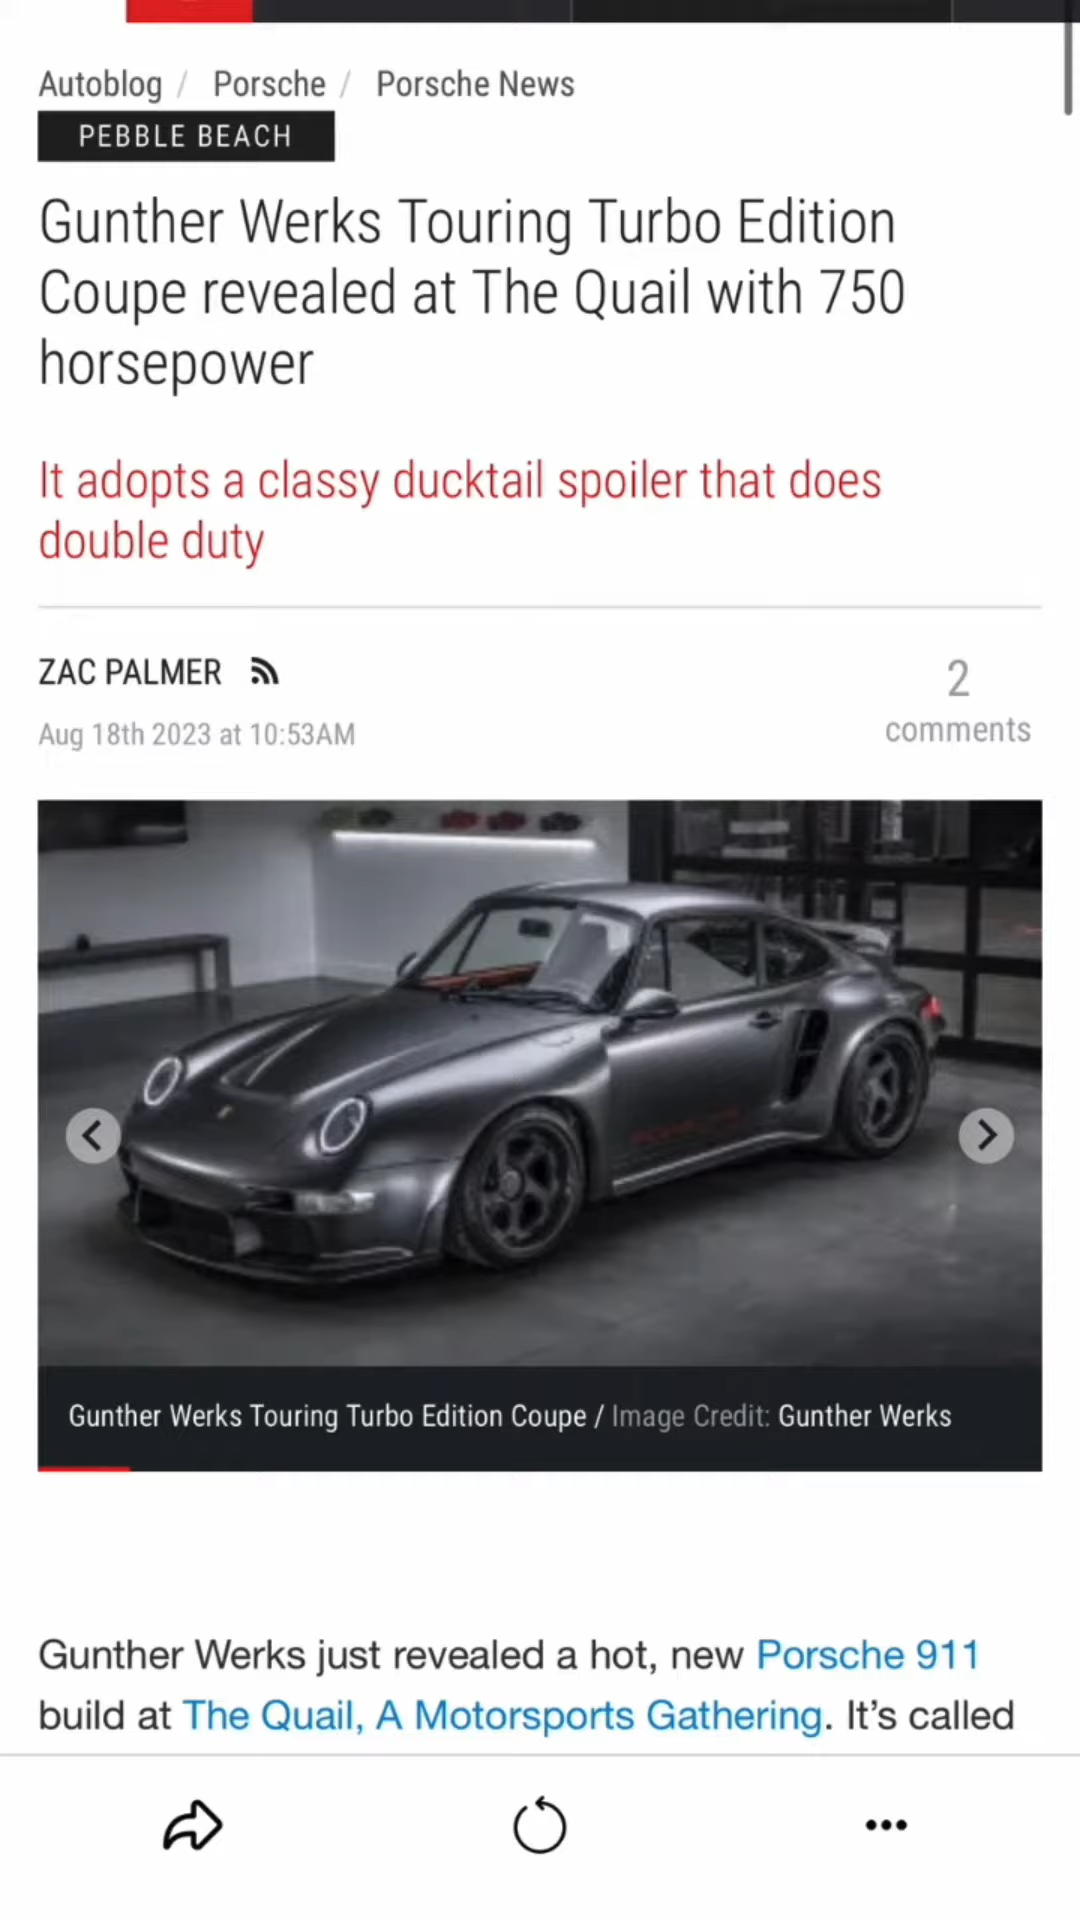 Autoblog / Porsche / Porsche News
PEBBLE BEACH
Gunther Werks Touring Turbo Edition
Coupe revealed at The Quail with 750
horsepower
It adopts a classy ducktail spoiler that does
double duty
ZAC PALMER
2
Aug 18th 2023 at 10:53AM
comments
Gunther Werks Touring Turbo Edition Coupe / Image Credit: Gunther Werks
Gunther Werks just revealed a hot, new Porsche 911
build at The Quail, A Motorsports Gathering. It’s called